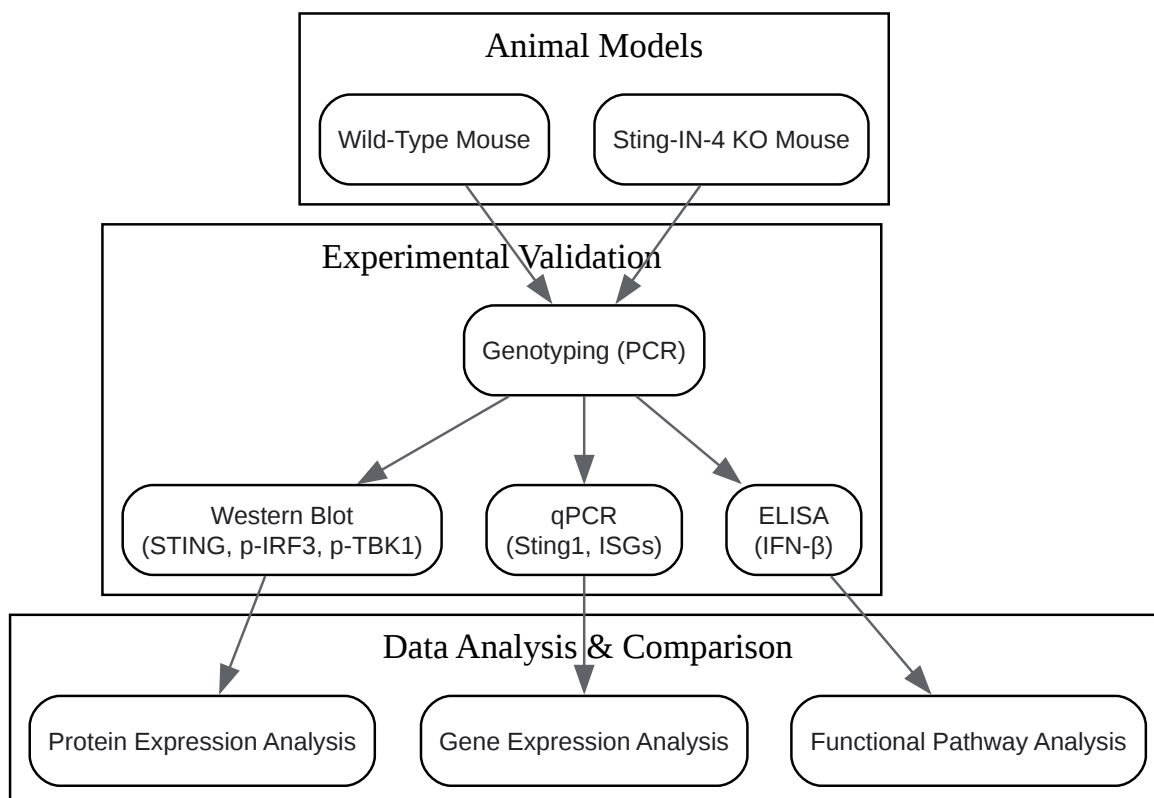 Animal Models
Wild-Type Mouse
Sting-IN-4 KO Mouse
Experimental Validation
Genotyping (PCR)
Western Blot
(STING, p-IRF3, p-TBK1)
qPCR
(Sting1, ISGs)
ELISA
(IFN-β)
Data Analysis & Comparison
Protein Expression Analysis
Gene Expression Analysis
Functional Pathway Analysis